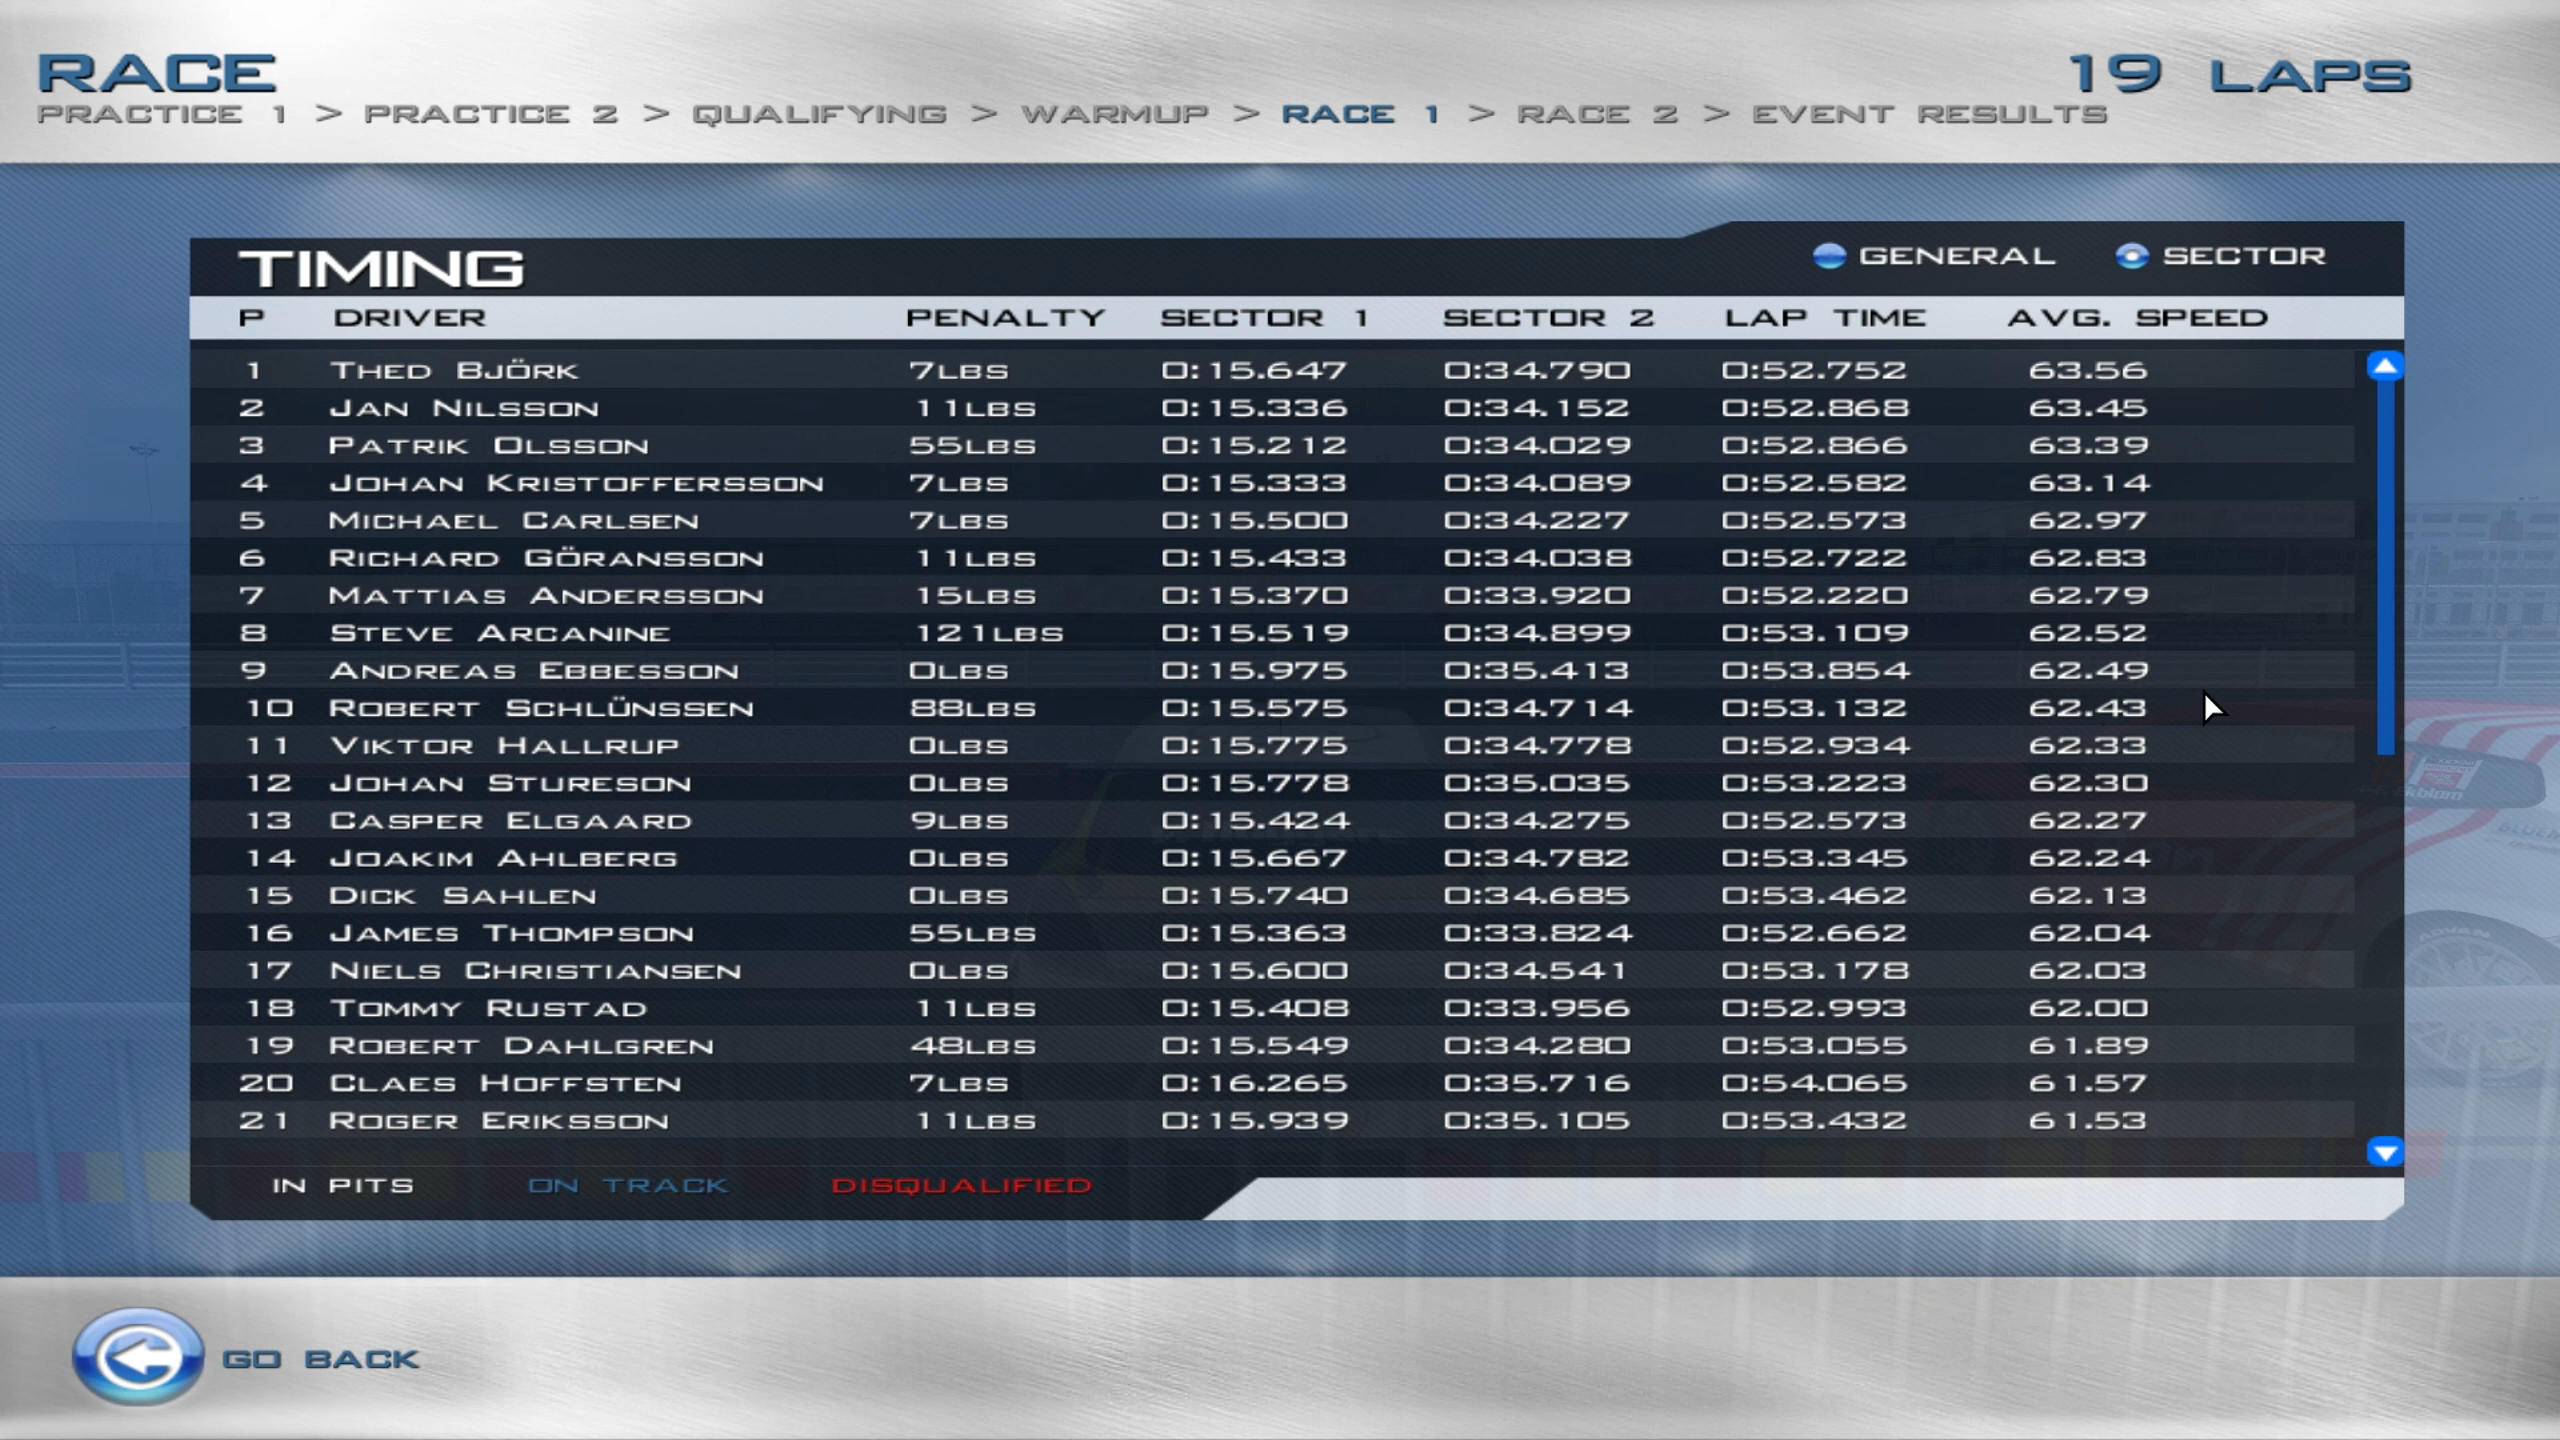 RACE
19 LAPS
PRACTICE 1 > PRACTICE 2 > QUALIFYING > WARMUP > RACE 1 > RACE 2 > EVENT RESULTS
TIMING
GENERAL SECTOR
P DRIVER PENALTY SECTOR 1 SECTOR 2 LAP TIME AVG. SPEED
1 THED BJÖRK 7LBS 0:15.647 0:34.790 0:52.752 63.56
2 JAN NILSSON 11LBS 0:15.336 0:34.152 0:52.868 63.45
3 PATRIK OLSSON 55LBS 0:15.212 0:34.029 0:52.866 63.39
4 JOHAN KRISTOFFERSSON 7LBS 0:15.333 0:34.089 0:52.582 63.14
5 MICHAEL CARLSEN 7LBS 0:15.500 0:34.227 0:52.573 62.97
6 RICHARD GÖRANSSON 11LBS 0:15.433 0:34.038 0:52.722 62.83
7 MATTIAS ANDERSSON 15LBS 0:15.370 0:33.920 0:52.220 62.79
8 STEVE ARCANINE 121LBS 0:15.519 0:34.899 0:53.109 62.52
9 ANDREAS EBBESSON 0LBS 0:15.975 0:35.413 0:53.854 62.49
10 ROBERT SCHLÜNSSEN 88LBS 0:15.575 0:34.714 0:53.132 62.43
11 VIKTOR HALLRUP 0LBS 0:15.775 0:34.778 0:52.934 62.33
12 JOHAN STURESON 0LBS 0:15.778 0:35.035 0:53.223 62.30
13 CASPER ELGAARD 9LBS 0:15.424 0:34.275 0:52.573 62.27
14 JOAKIM AHLBERG 0LBS 0:15.667 0:34.782 0:53.345 62.24
15 DICK SAHLEN 0LBS 0:15.740 0:34.685 0:53.462 62.13
16 JAMES THOMPSON 55LBS 0:15.363 0:33.824 0:52.662 62.04
17 NIELS CHRISTIANSEN 0LBS 0:15.600 0:34.541 0:53.178 62.03
18 TOMMY RUSTAD 11LBS 0:15.408 0:33.956 0:52.993 62.00
19 ROBERT DAHLGREN 48LBS 0:15.549 0:34.280 0:53.055 61.89
20 CLAES HOFFSTEN 7LBS 0:16.265 0:35.716 0:54.065 61.57
21 ROGER ERIKSSON 11LBS 0:15.939 0:35.105 0:53.432 61.53
IN PITS ON TRACK DISQUALIFIED
GO BACK
ADVAN